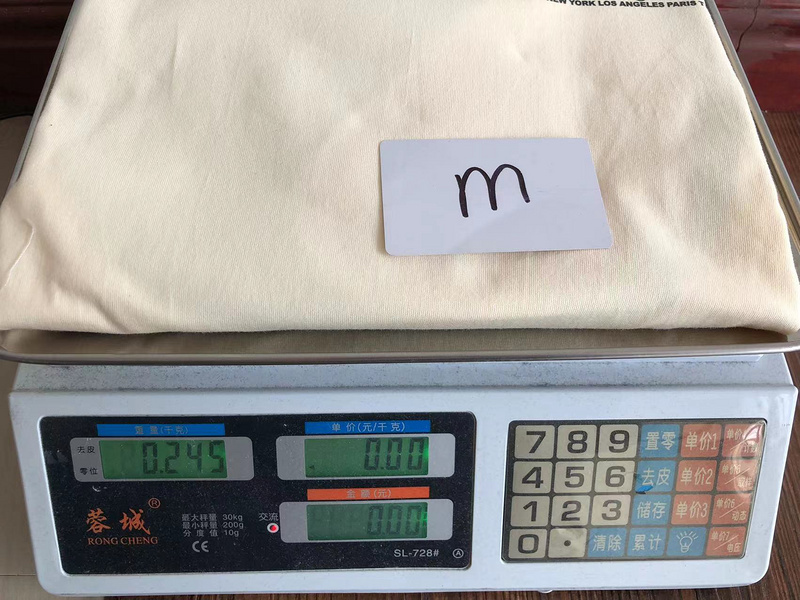 NEW YORK LOS ANGELES PARIS
m
重量(千克)
单价(元/千克)
去皮
零位
0.245
0.00
金额(元)
0.00
蓉城®
RONG CHENG
最大秤量 30kg
最小秤量 200g
分度值 10g
CE
交流
SL-728#
A
7 8 9 置零 单价1
4 5 6 去皮 单价2
1 2 3 储存 单价3
0 . 清除 累计